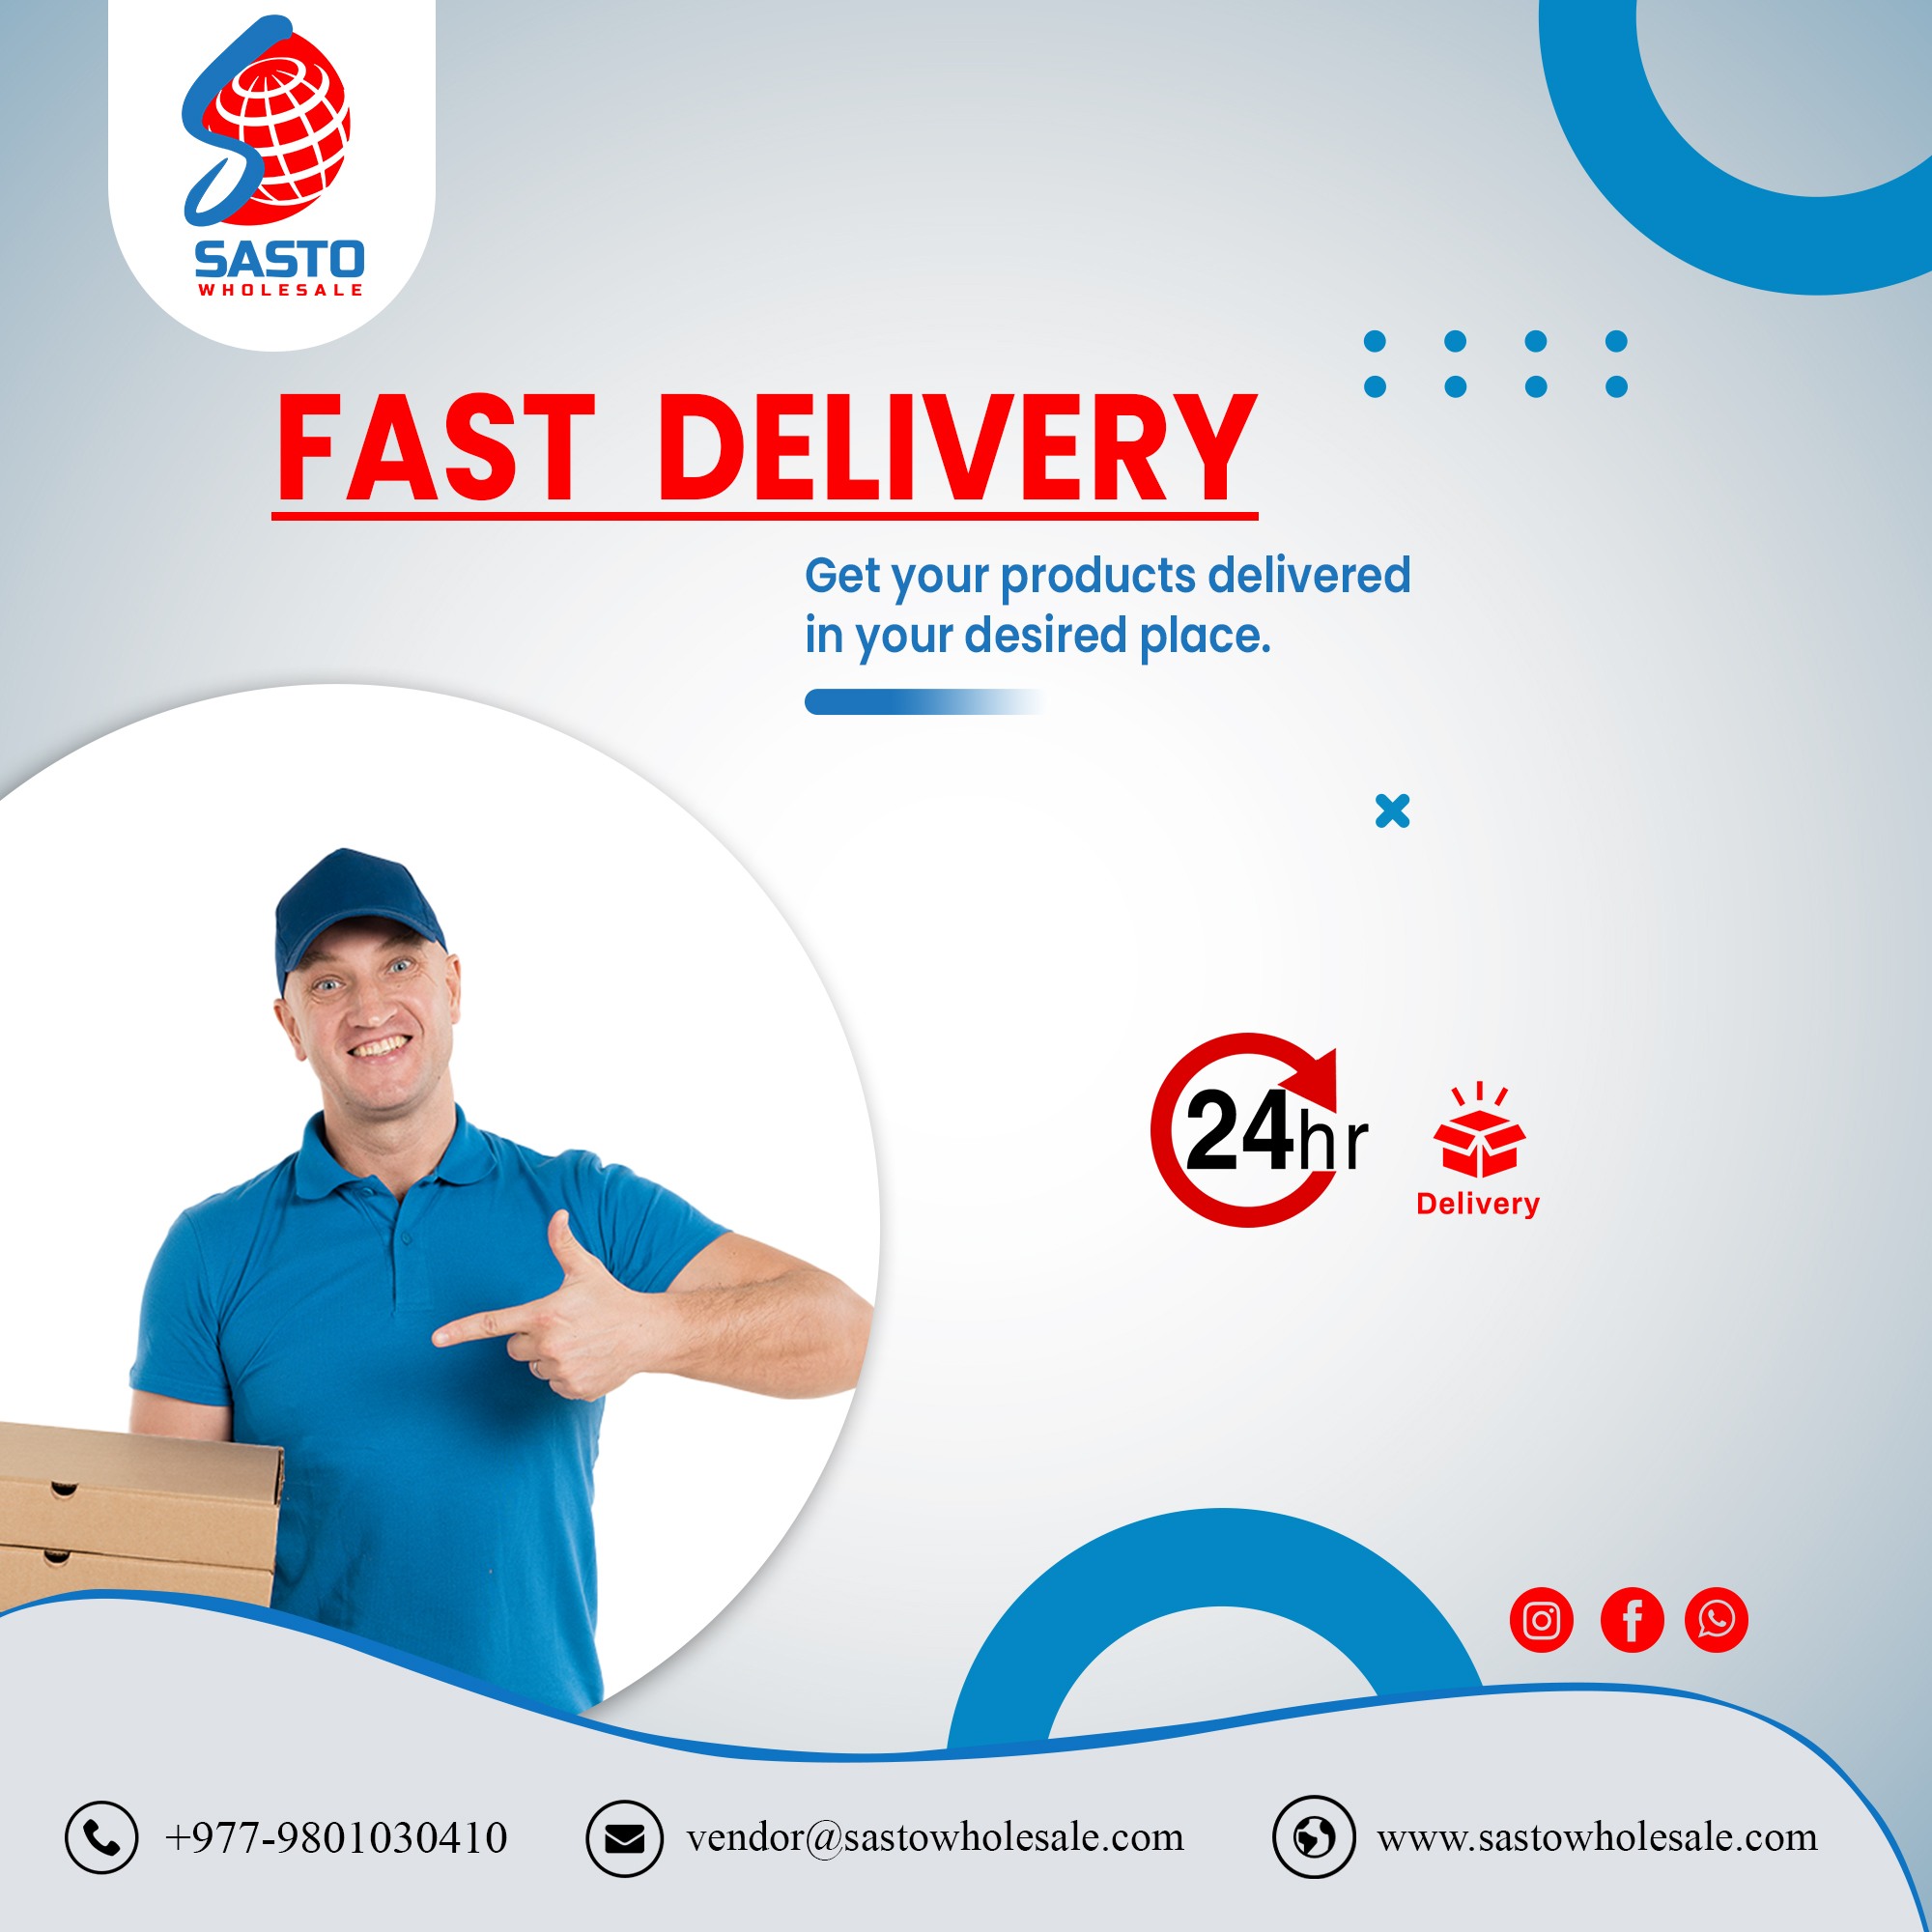 SASTO
WHOLESALE
FAST DELIVERY
Get your products delivered
in your desired place.
24hr
Delivery
+977-9801030410
vendor@sastowholesale.com
www.sastowholesale.com